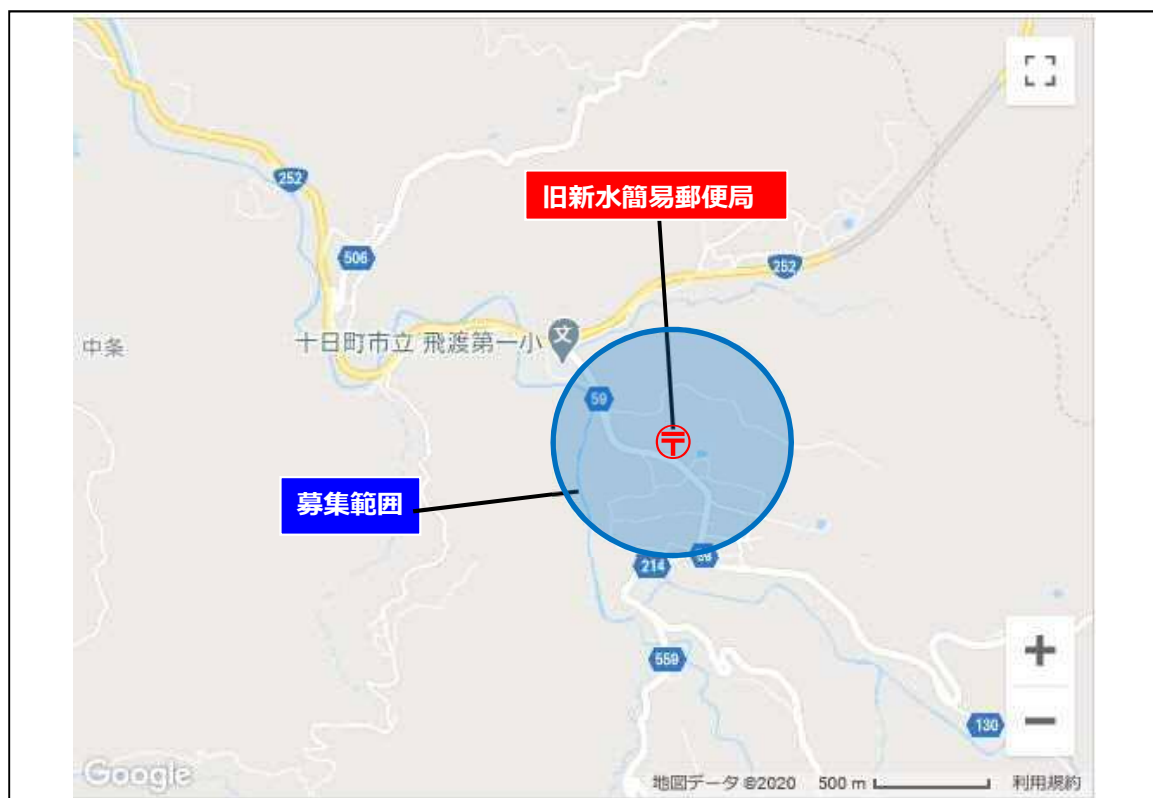 252
旧新水簡易郵便局
506
252
中条
十日町市立 飛渡第一小
文
59
〒
募集範囲
214
59
559
130
Google
地図データ ©2020 500 m 利用規約